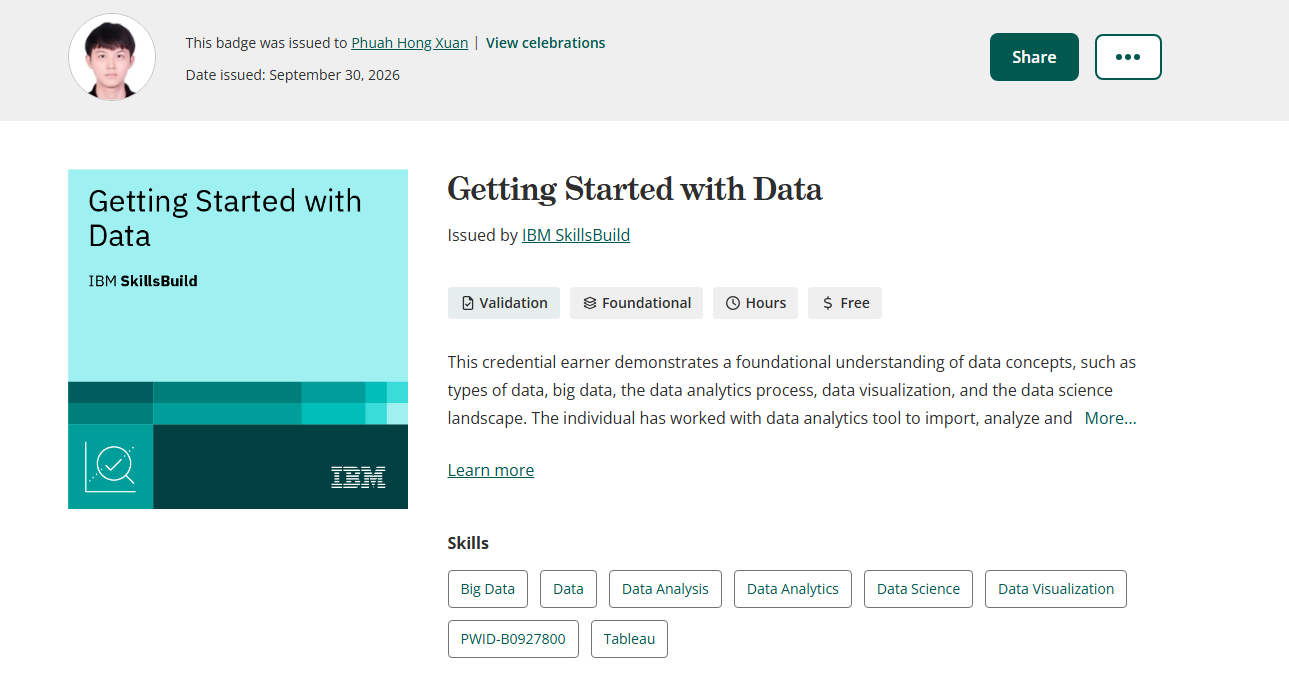 This badge was issued to Phuah Hong Xuan | View celebrations
Date issued: September 30, 2026
Share
•••
Getting Started with
Data
IBM SkillsBuild
IBM
Getting Started with Data
Issued by IBM SkillsBuild
Validation
Foundational
Hours
$ Free
This credential earner demonstrates a foundational understanding of data concepts, such as
types of data, big data, the data analytics process, data visualization, and the data science
landscape. The individual has worked with data analytics tool to import, analyze and More...
Learn more
Skills
Big Data
Data
Data Analysis
Data Analytics
Data Science
Data Visualization
PWID-B0927800
Tableau